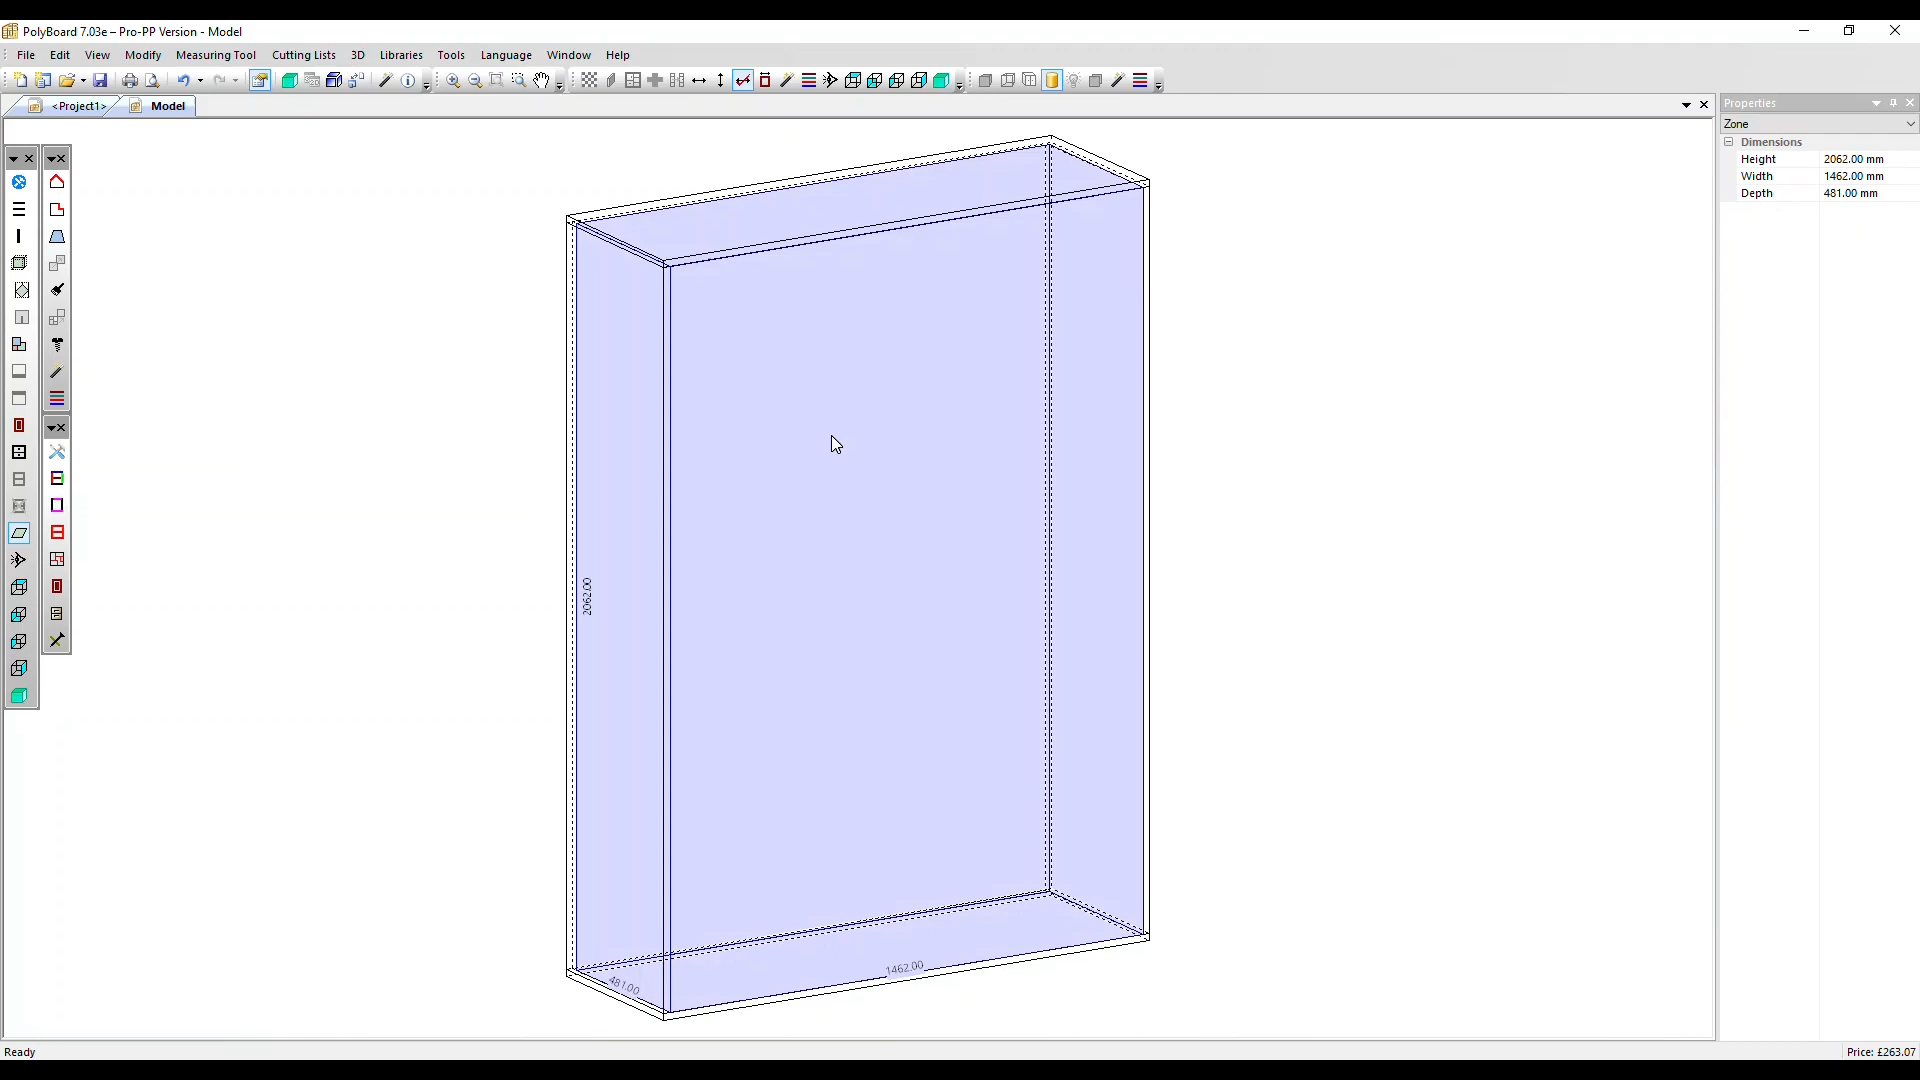 PolyBoard 7.03e – Pro-PP Version - Model
File Edit View Modify Measuring Tool Cutting Lists 3D Libraries Tools Language Window Help
<Project1> Model
Properties
Zone
Dimensions
Height 2062.00 mm
Width 1462.00 mm
Depth 481.00 mm
2062.00
1462.00
481.00
Ready
Price: £263.07